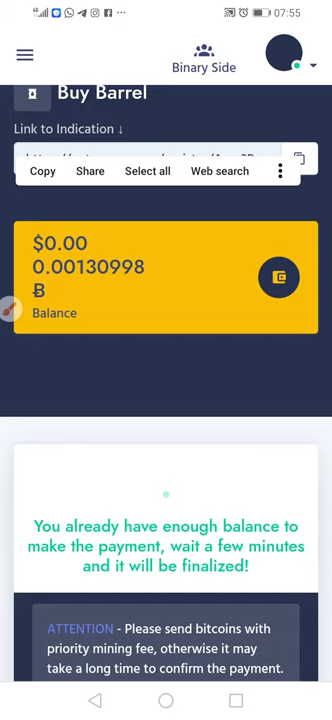 07:55
Binary Side
Buy Barrel
Link to Indication ↓
Copy Share Select all Web search
$0.00
0.00130998
Ƀ
Balance
You already have enough balance to
make the payment, wait a few minutes
and it will be finalized!
ATTENTION - Please send bitcoins with
priority mining fee, otherwise it may
take a long time to confirm the payment.